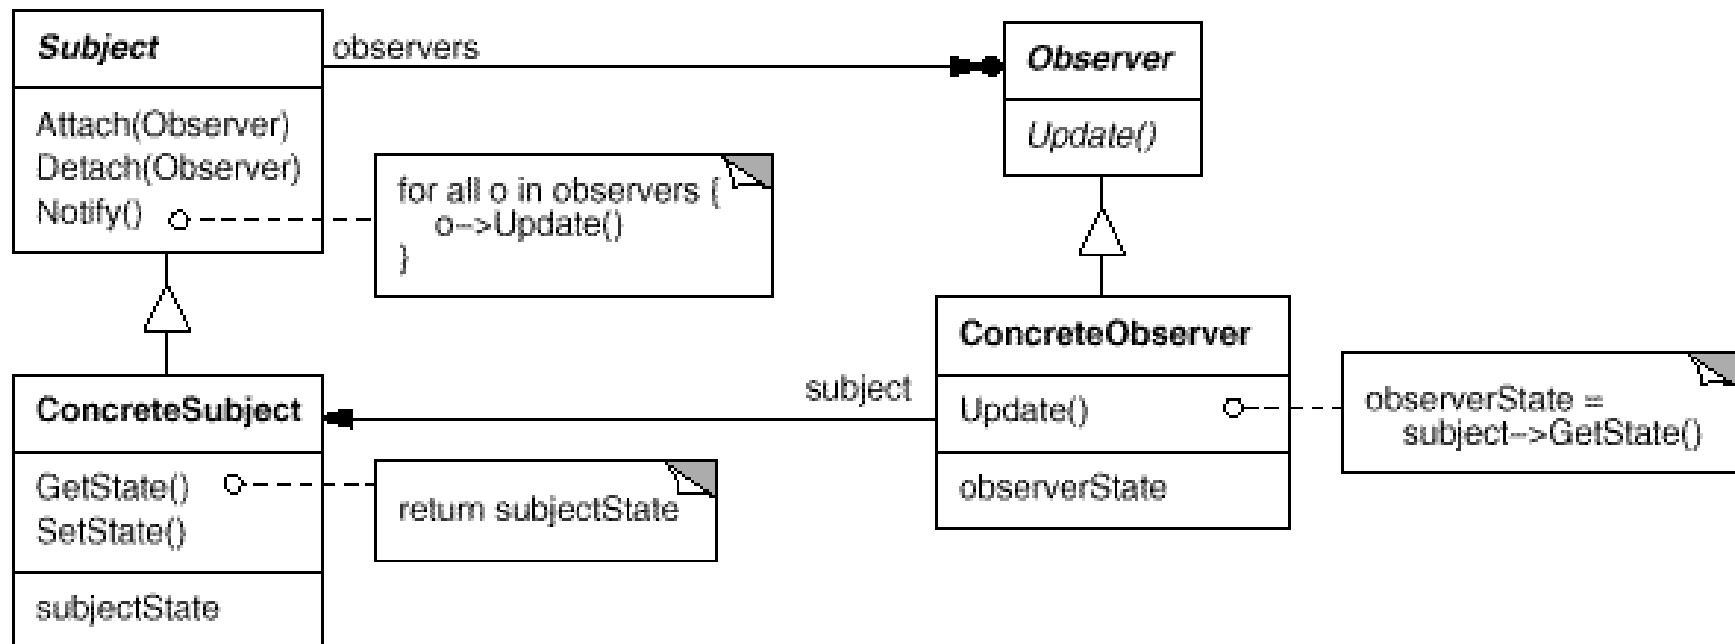 Subject
observers
Observer
Attach(Observer)
Detach(Observer)
Notify()
for all o in observers {
o->Update()
}
Update()
ConcreteSubject
GetState()
SetState()
subjectState
return subjectState
subject
ConcreteObserver
Update()
observerState
observerState =
subject->GetState()